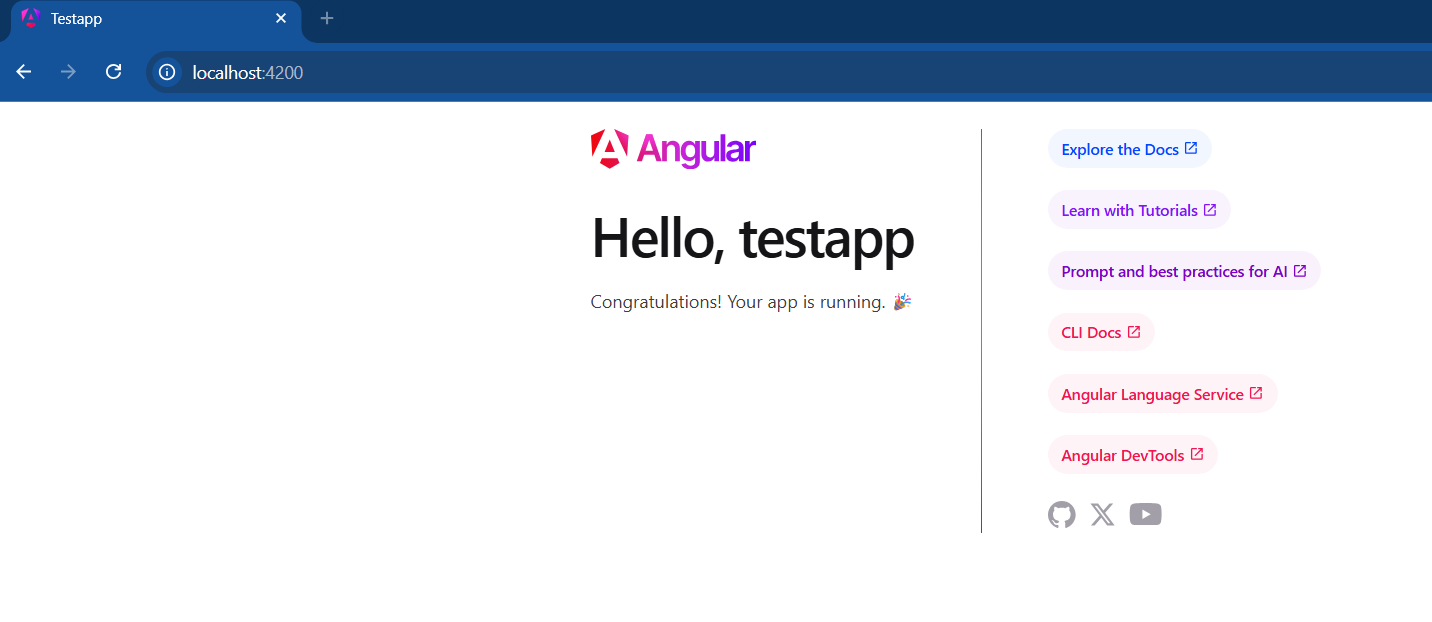 Testapp
localhost:4200
Angular
Hello, testapp
Congratulations! Your app is running. 🎉
Explore the Docs
Learn with Tutorials
Prompt and best practices for AI
CLI Docs
Angular Language Service
Angular DevTools